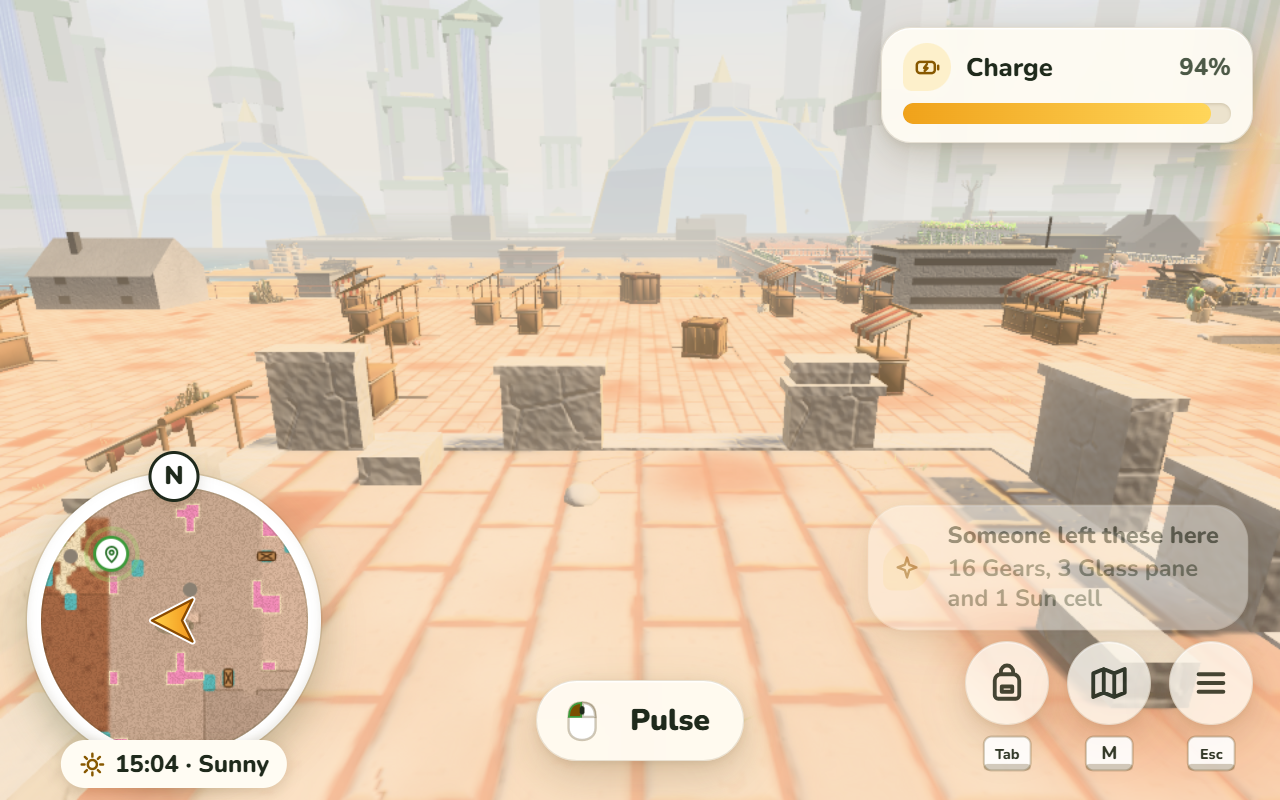 Charge 94%
Someone left these here
16 Gears, 3 Glass pane
and 1 Sun cell
N
Pulse
15:04 · Sunny
Tab
M
Esc